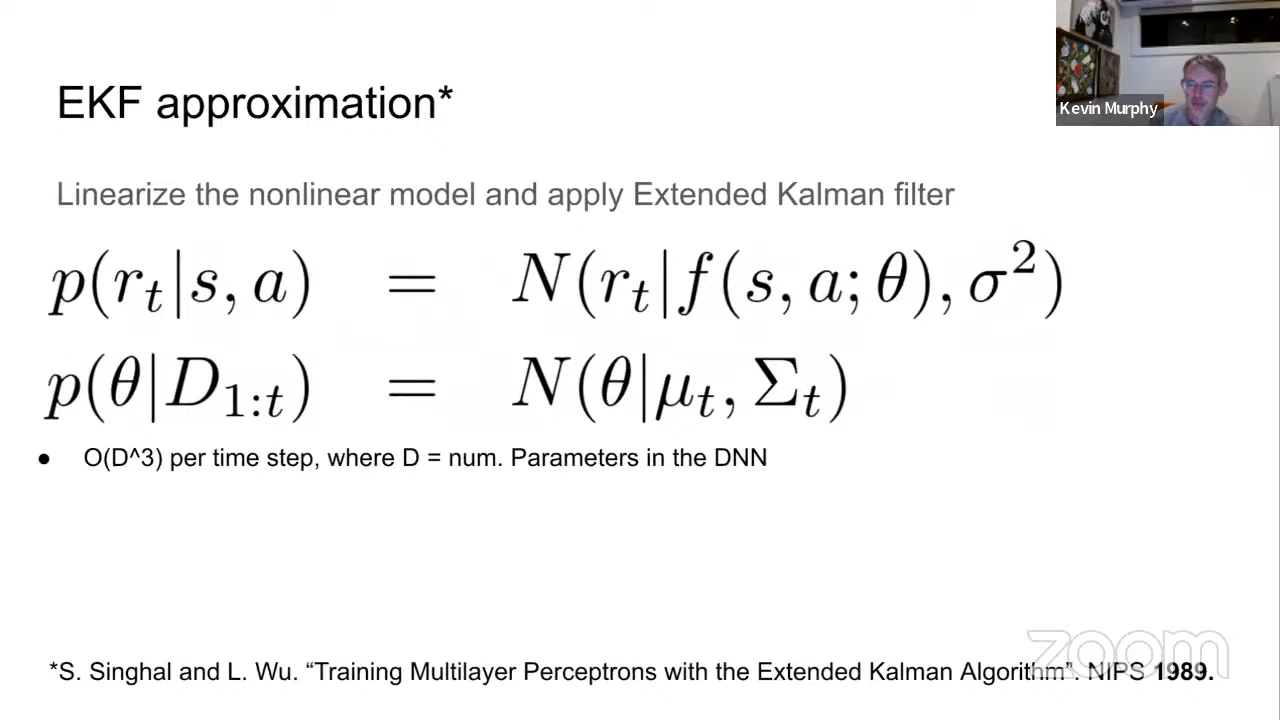 EKF approximation*
Kevin Murphy
Linearize the nonlinear model and apply Extended Kalman filter
p(r_t|s, a) = N(r_t|f(s, a; θ), σ^2)
p(θ|D_{1:t}) = N(θ|μ_t, Σ_t)
● O(D^3) per time step, where D = num. Parameters in the DNN
zoom
*S. Singhal and L. Wu. “Training Multilayer Perceptrons with the Extended Kalman Algorithm”. NIPS 1989.